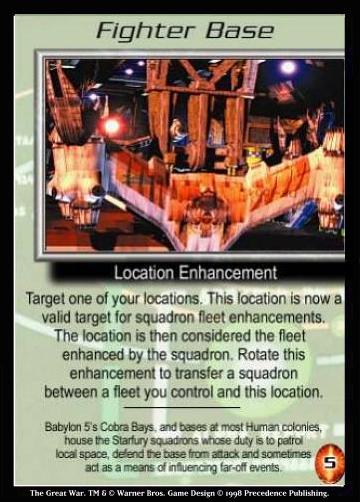 Fighter Base
Location Enhancement
Target one of your locations. This location is now a
valid target for squadron fleet enhancements.
The location is then considered the fleet
enhanced by the squadron. Rotate this
enhancement to transfer a squadron
between a fleet you control and this location.
Babylon 5's Cobra Bays, and bases at most Human colonies,
house the Starfury squadrons whose duty is to patrol
local space, defend the base from attack and sometimes
act as a means of influencing far-off events.
5
The Great War. TM & © Warner Bros. Game Design © 1998 Precedence Publishing.